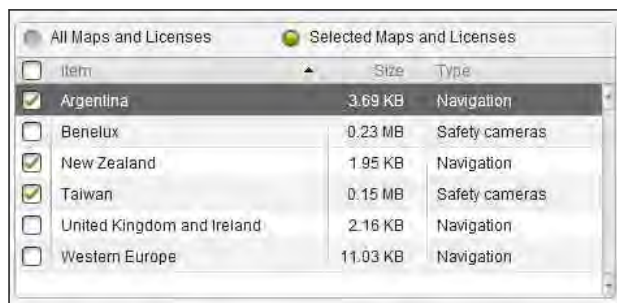 All Maps and Licenses Selected Maps and Licenses
Item Size Type
Argentina 3.69 KB Navigation
Benelux 0.23 MB Safety cameras
New Zealand 1.95 KB Navigation
Taiwan 0.15 MB Safety cameras
United Kingdom and Ireland 2.16 KB Navigation
Western Europe 11.03 KB Navigation